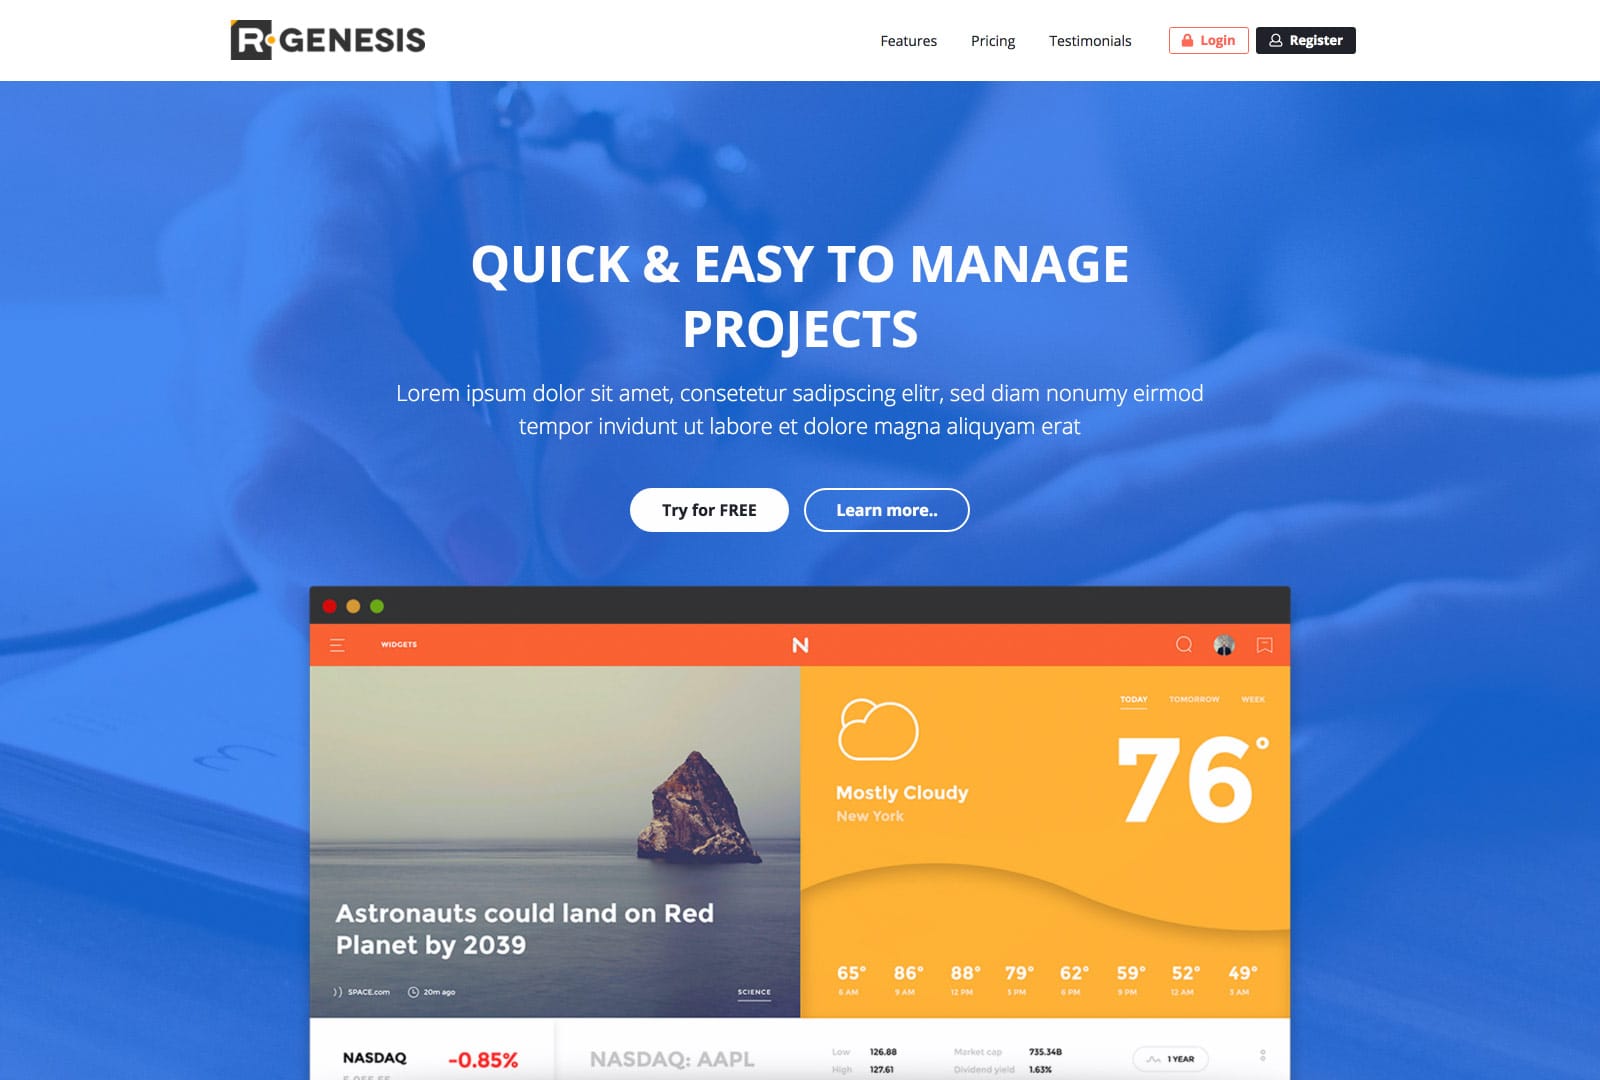 R GENESIS
Features
Pricing
Testimonials
Login
Register
QUICK & EASY TO MANAGE
PROJECTS
Lorem ipsum dolor sit amet, consetetur sadipscing elitr, sed diam nonumy eirmod
tempor invidunt ut labore et dolore magna aliquyam erat
Try for FREE
Learn more..
WIDGETS
N
TODAY
TOMORROW
WEEK
76°
Mostly Cloudy
New York
Astronauts could land on Red
Planet by 2039
SPACE.com
20m ago
SCIENCE
65° 86° 88° 79° 62° 59° 52° 49°
6 AM 9 AM 12 PM 3 PM 6 PM 9 PM 12 AM 3 AM
NASDAQ
-0.85%
NASDAQ: AAPL
Low 126.88
High 127.61
Market cap 735.34B
Dividend yield 1.63%
1 YEAR